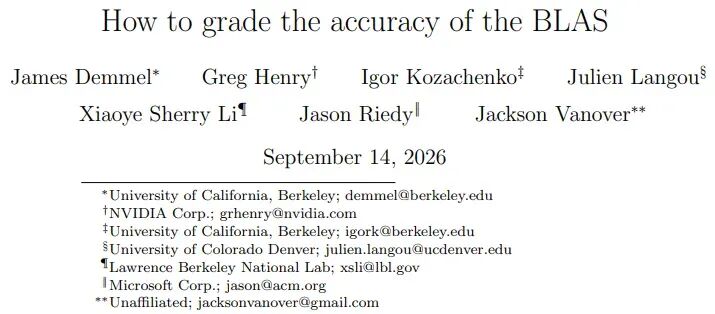 How to grade the accuracy of the BLAS
James Demmel* Greg Henry† Igor Kozachenko‡ Julien Langou§
Xiaoye Sherry Li¶ Jason Riedy‖ Jackson Vanover**
September 14, 2026
*University of California, Berkeley; demmel@berkeley.edu
†NVIDIA Corp.; grhenry@nvidia.com
‡University of California, Berkeley; igork@berkeley.edu
§University of Colorado Denver; julien.langou@ucdenver.edu
¶Lawrence Berkeley National Lab; xsli@lbl.gov
‖Microsoft Corp.; jason@acm.org
**Unaffiliated; jacksonvanover@gmail.com